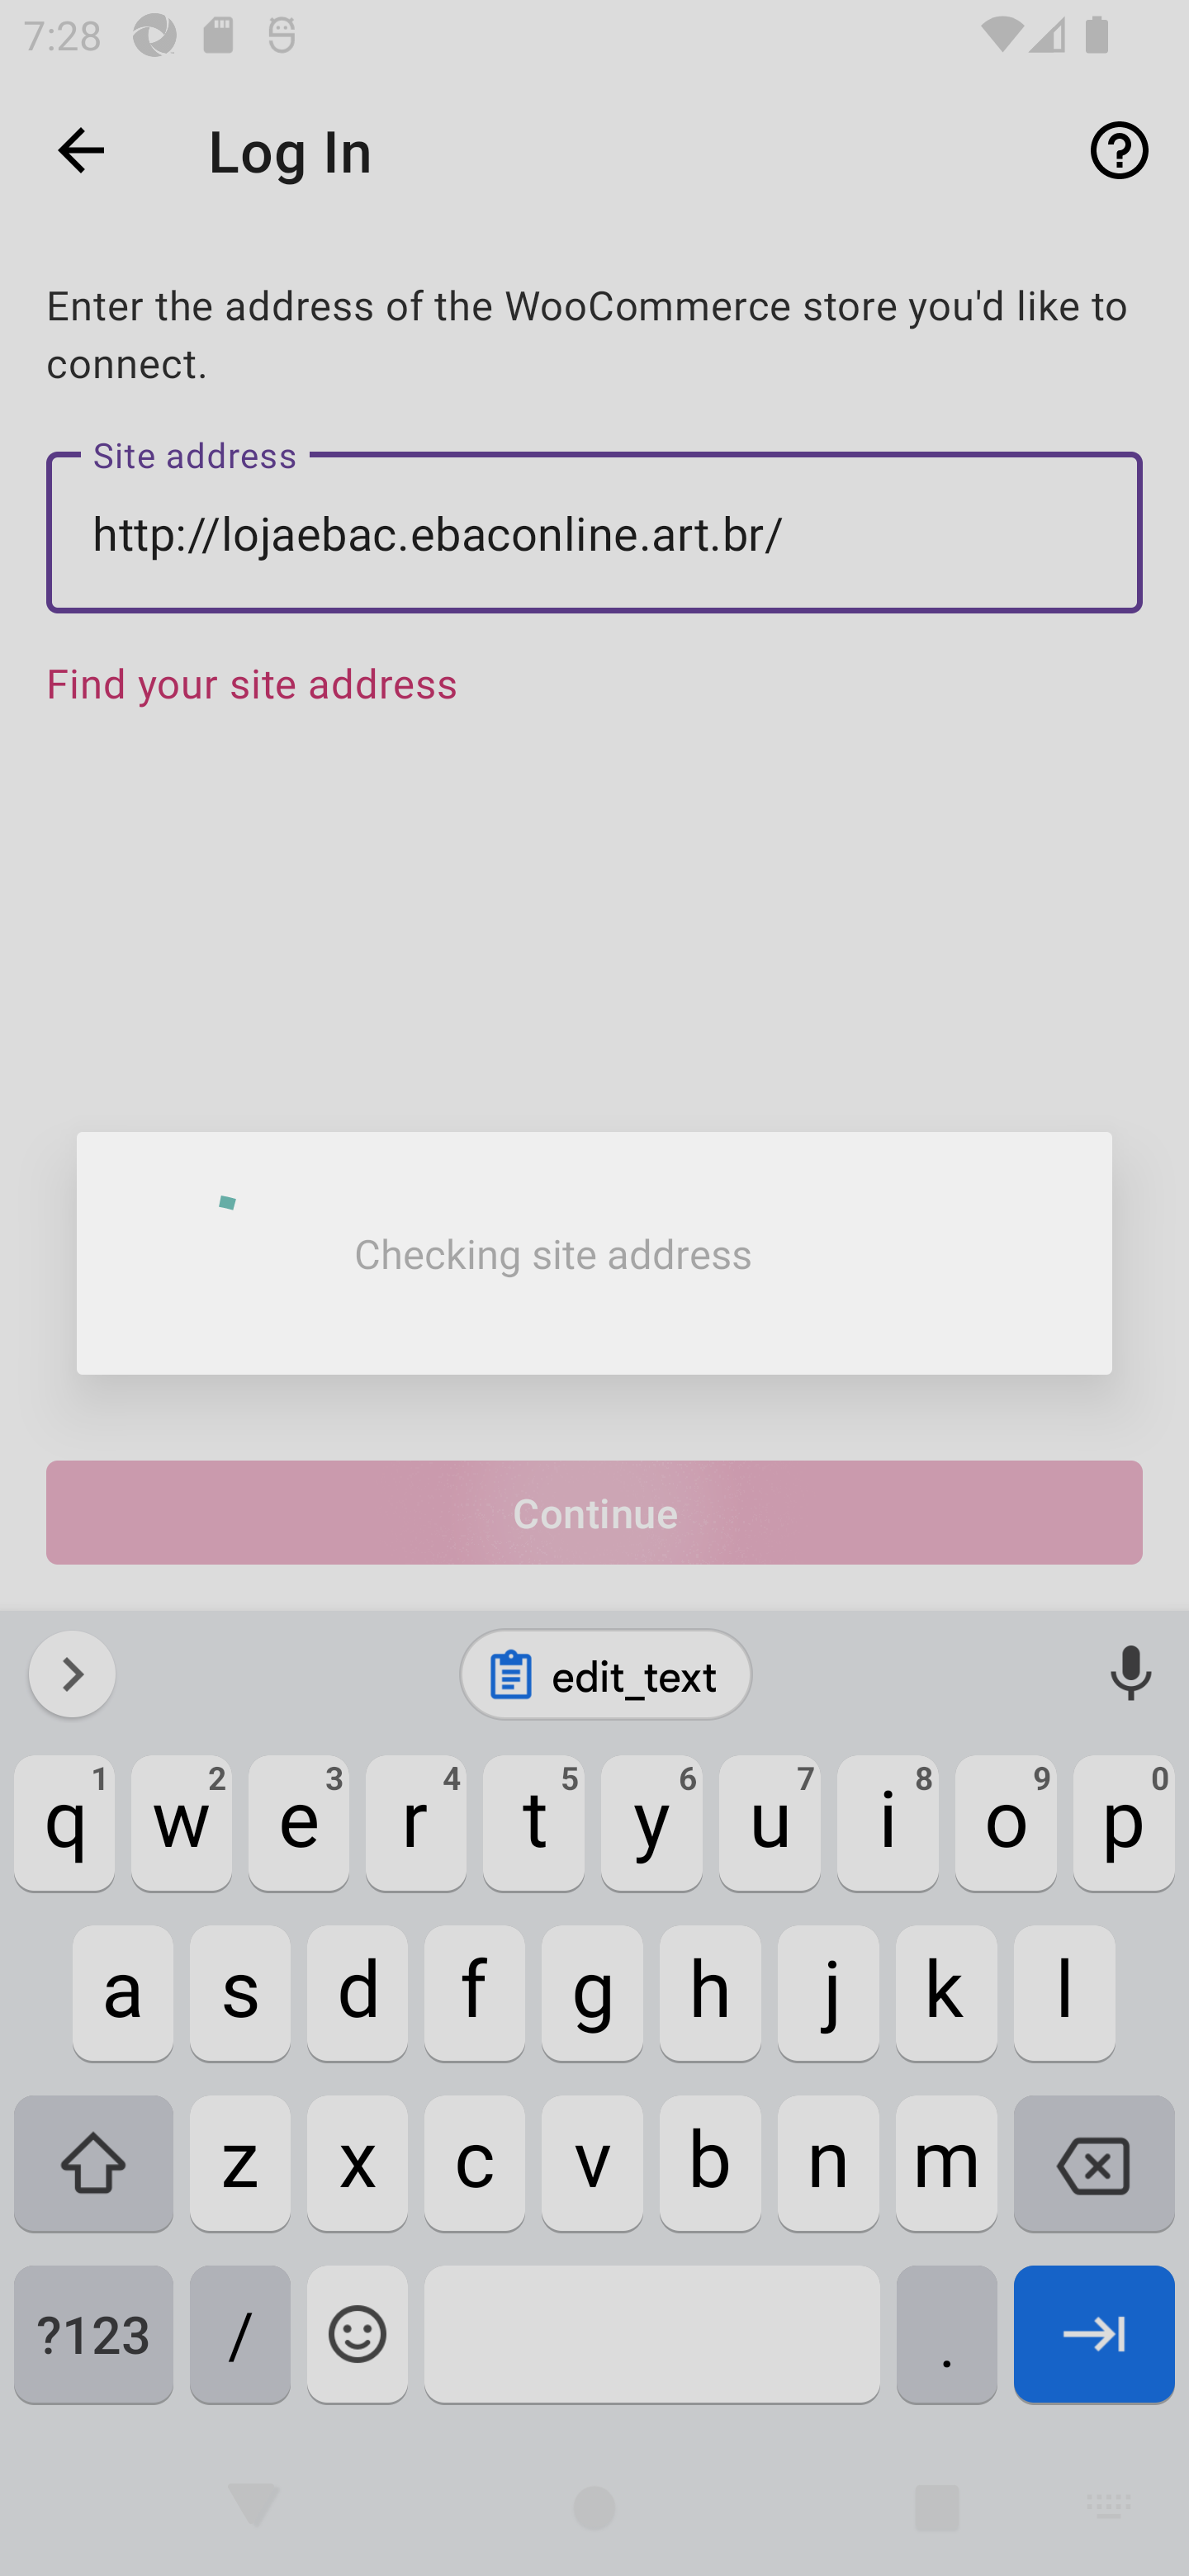 7:28
Log In
Enter the address of the WooCommerce store you'd like to
connect.
Site address
http://lojaebac.ebaconline.art.br/
Find your site address
Checking site address
Continue
edit_text
q 1 w 2 e 3 r 4 t 5 y 6 u 7 i 8 o 9 p 0
a s d f g h j k l
z x c v b n m
?123 / .